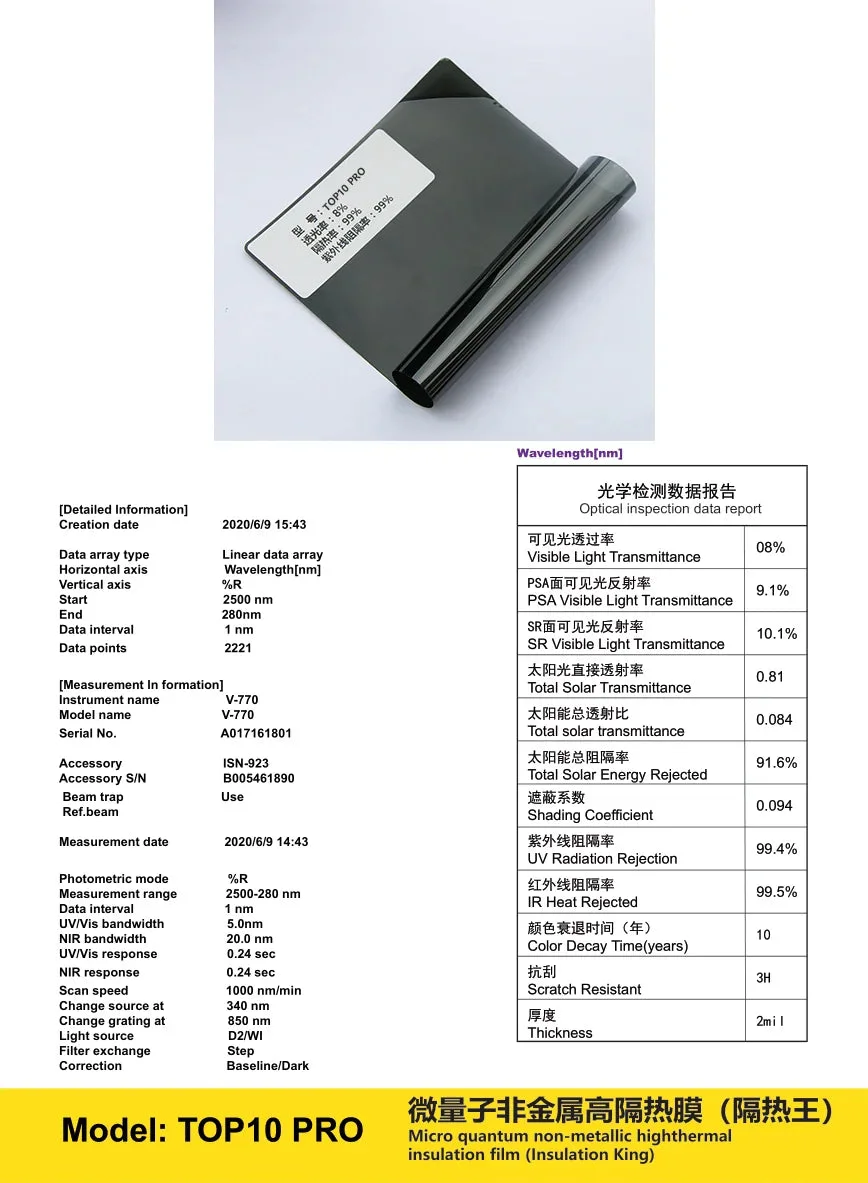 型 号：TOP10 PRO
透光率：8%
隔热率：99%
紫外线阻隔率：99%
Wavelength[nm]
[Detailed Information]
Creation date 2020/6/9 15:43
Data array type Linear data array
Horizontal axis Wavelength[nm]
Vertical axis %R
Start 2500 nm
End 280nm
Data interval 1 nm
Data points 2221
[Measurement In formation]
Instrument name V-770
Model name V-770
Serial No. A017161801
Accessory ISN-923
Accessory S/N B005461890
Beam trap Use
Ref.beam
Measurement date 2020/6/9 14:43
Photometric mode %R
Measurement range 2500-280 nm
Data interval 1 nm
UV/Vis bandwidth 5.0nm
NIR bandwidth 20.0 nm
UV/Vis response 0.24 sec
NIR response 0.24 sec
Scan speed 1000 nm/min
Change source at 340 nm
Change grating at 850 nm
Light source D2/WI
Filter exchange Step
Correction Baseline/Dark
光学检测数据报告
Optical inspection data report
可见光透过率
Visible Light Transmittance 08%
PSA面可见光反射率
PSA Visible Light Transmittance 9.1%
SR面可见光反射率
SR Visible Light Transmittance 10.1%
太阳光直接透射率
Total Solar Transmittance 0.81
太阳能总透射比
Total solar transmittance 0.084
太阳能总阻隔率
Total Solar Energy Rejected 91.6%
遮蔽系数
Shading Coefficient 0.094
紫外线阻隔率
UV Radiation Rejection 99.4%
红外线阻隔率
IR Heat Rejected 99.5%
颜色衰退时间（年）
Color Decay Time(years) 10
抗刮
Scratch Resistant 3H
厚度
Thickness 2mil
Model: TOP10 PRO
微量子非金属高隔热膜（隔热王）
Micro quantum non-metallic highthermal
insulation film (Insulation King)